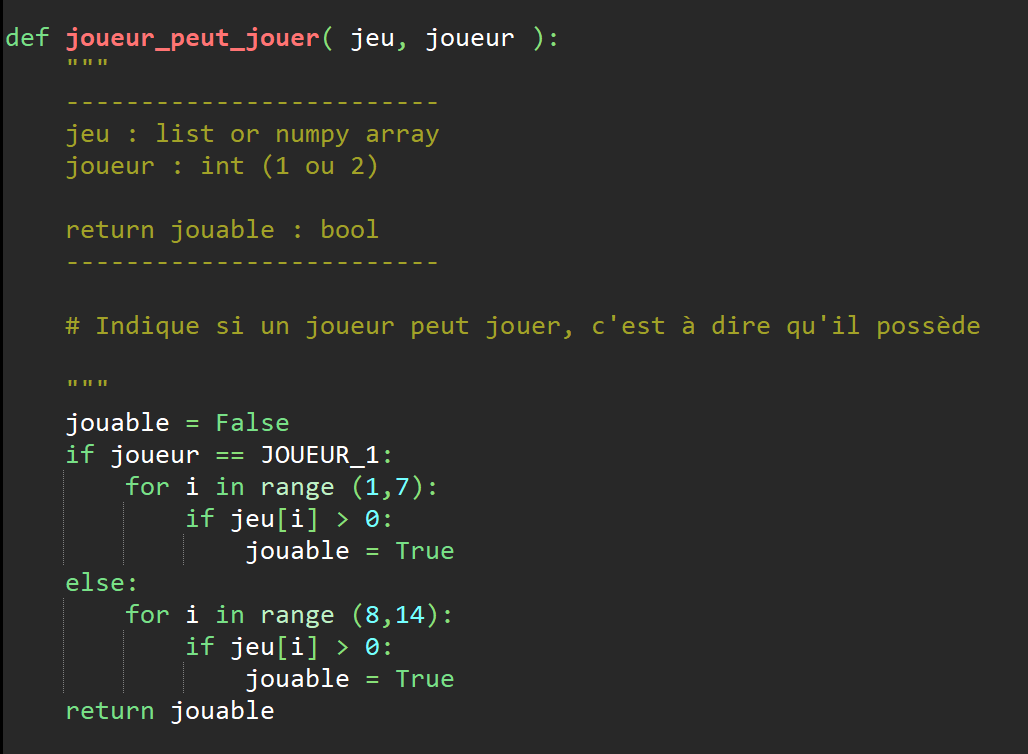 def joueur_peut_jouer( jeu, joueur ):
    """
    -------------------------
    jeu : list or numpy array
    joueur : int (1 ou 2)

    return jouable : bool
    -------------------------

    # Indique si un joueur peut jouer, c'est à dire qu'il possède

    """
    jouable = False
    if joueur == JOUEUR_1:
        for i in range (1,7):
            if jeu[i] > 0:
                jouable = True
    else:
        for i in range (8,14):
            if jeu[i] > 0:
                jouable = True
    return jouable